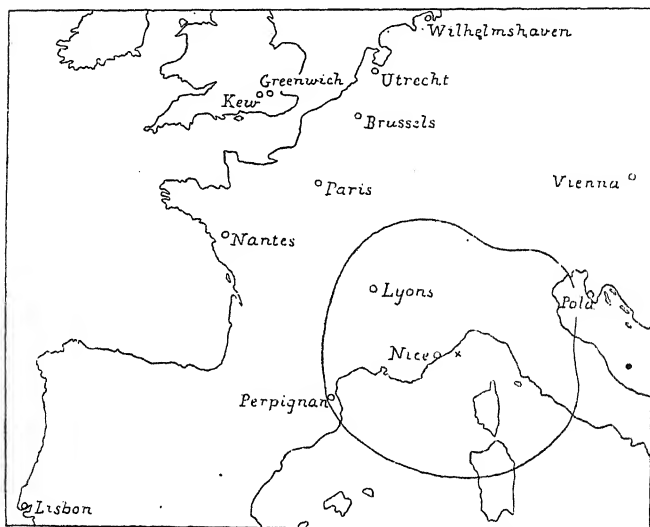 Wilhelmshaven
Utrecht
Greenwich
Kew
Brussels
Paris
Vienna
Nantes
Lyons
Pola
Nice
Perpignan
Lisbon